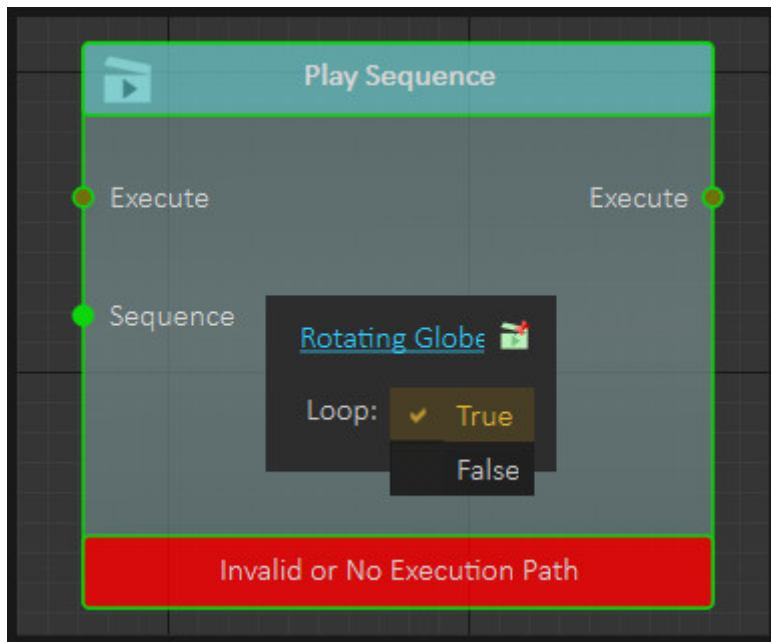 Play Sequence
Execute Execute
Sequence
Rotating Globe
Loop: True
False
Invalid or No Execution Path